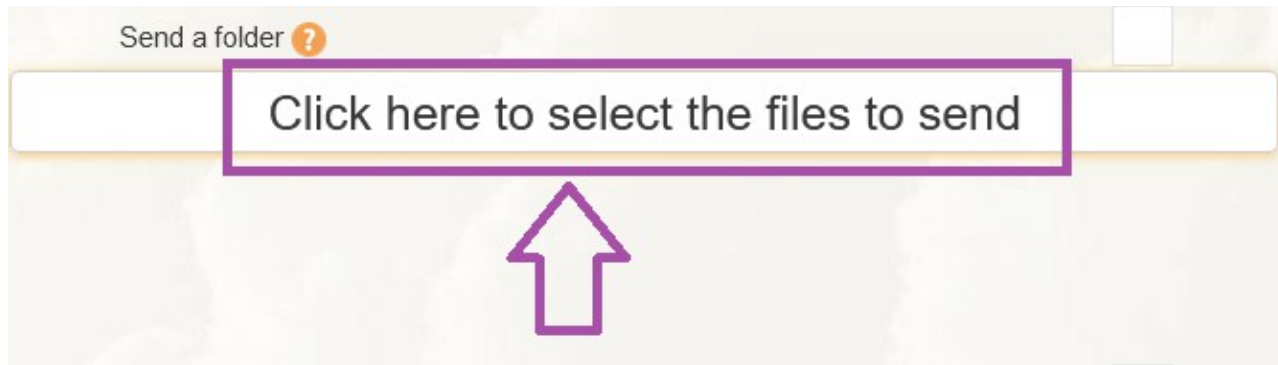 Send a folder ?
Click here to select the files to send